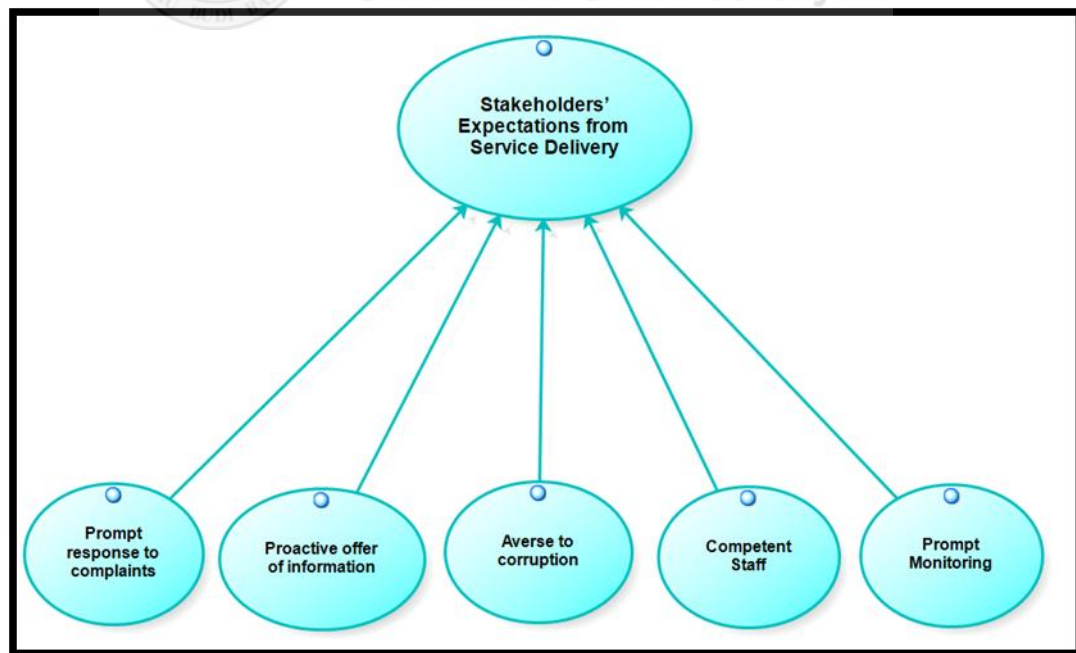 BUDI
Stakeholders'
Expectations from
Service Delivery
Prompt
response to
complaints
Proactive offer
of information
Averse to
corruption
Competent
Staff
Prompt
Monitoring